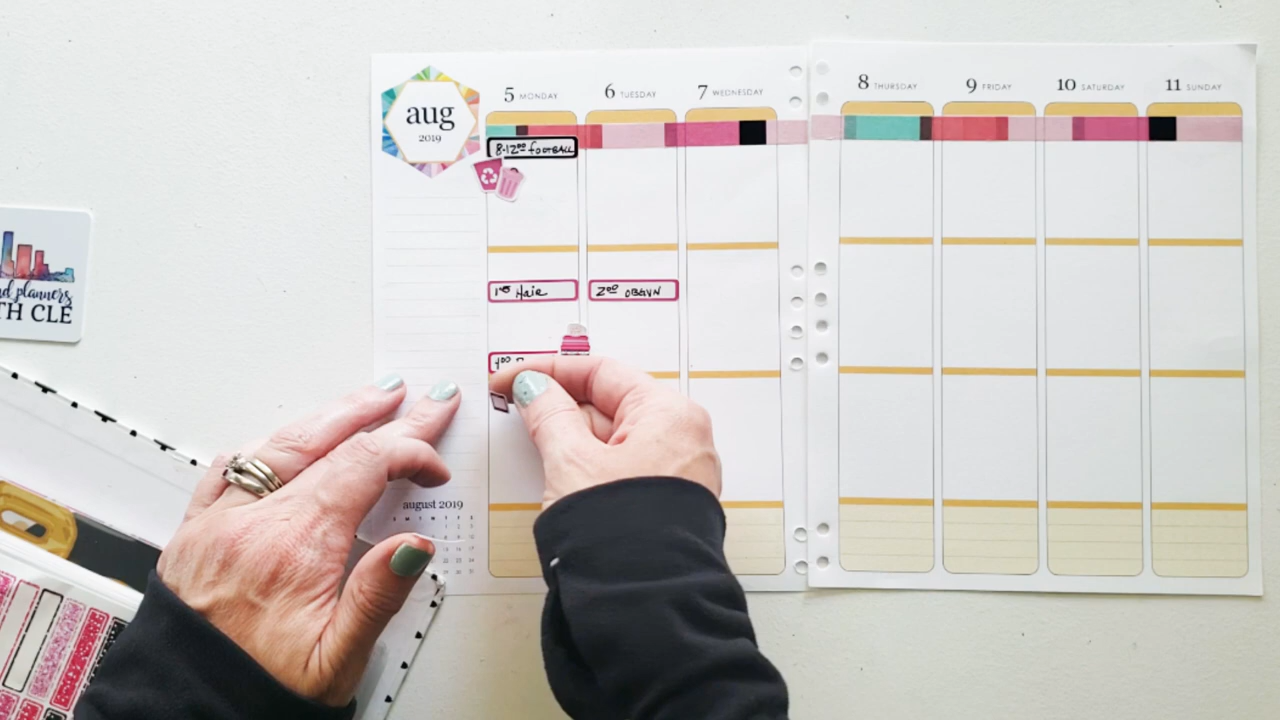 aug
2019
5 MONDAY
6 TUESDAY
7 WEDNESDAY
8 THURSDAY
9 FRIDAY
10 SATURDAY
11 SUNDAY
8-12⁰⁰ FOOTBALL
Hair
2⁰⁰ OBGYN
planners
TH CLE
august 2019